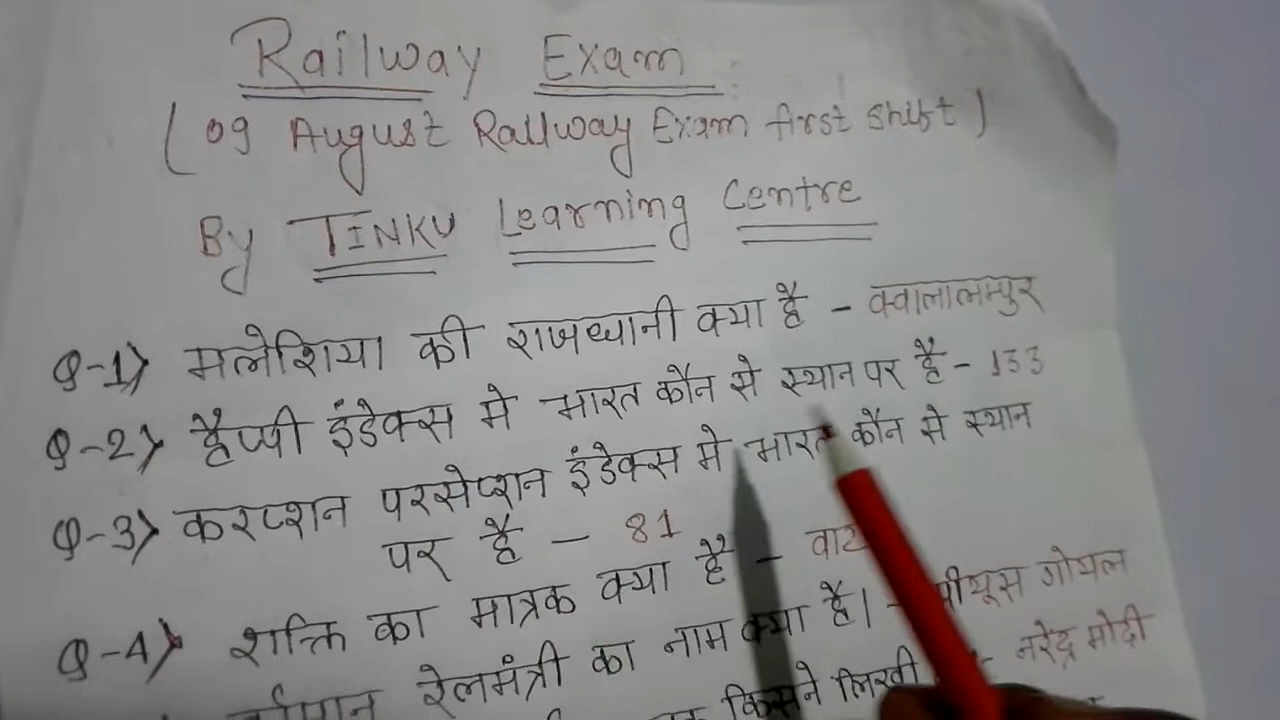 Railway Exam
(09 August Railway Exam first shift)
By TINKU Learning Centre
Q-1> मलेशिया की राजधानी क्या है - क्वालालम्पुर
Q-2> हैप्पी इंडेक्स मे भारत कौन से स्थान पर है - 133
Q-3> करप्शन परसेप्शन इंडेक्स मे भारत कौन से स्थान
पर है - 81
Q-4> शक्ति का मात्रक क्या है -
रेलमंत्री का नाम क्या है। - पीयूस गोयल
किसने लिखी - नरेंद्र मोदी